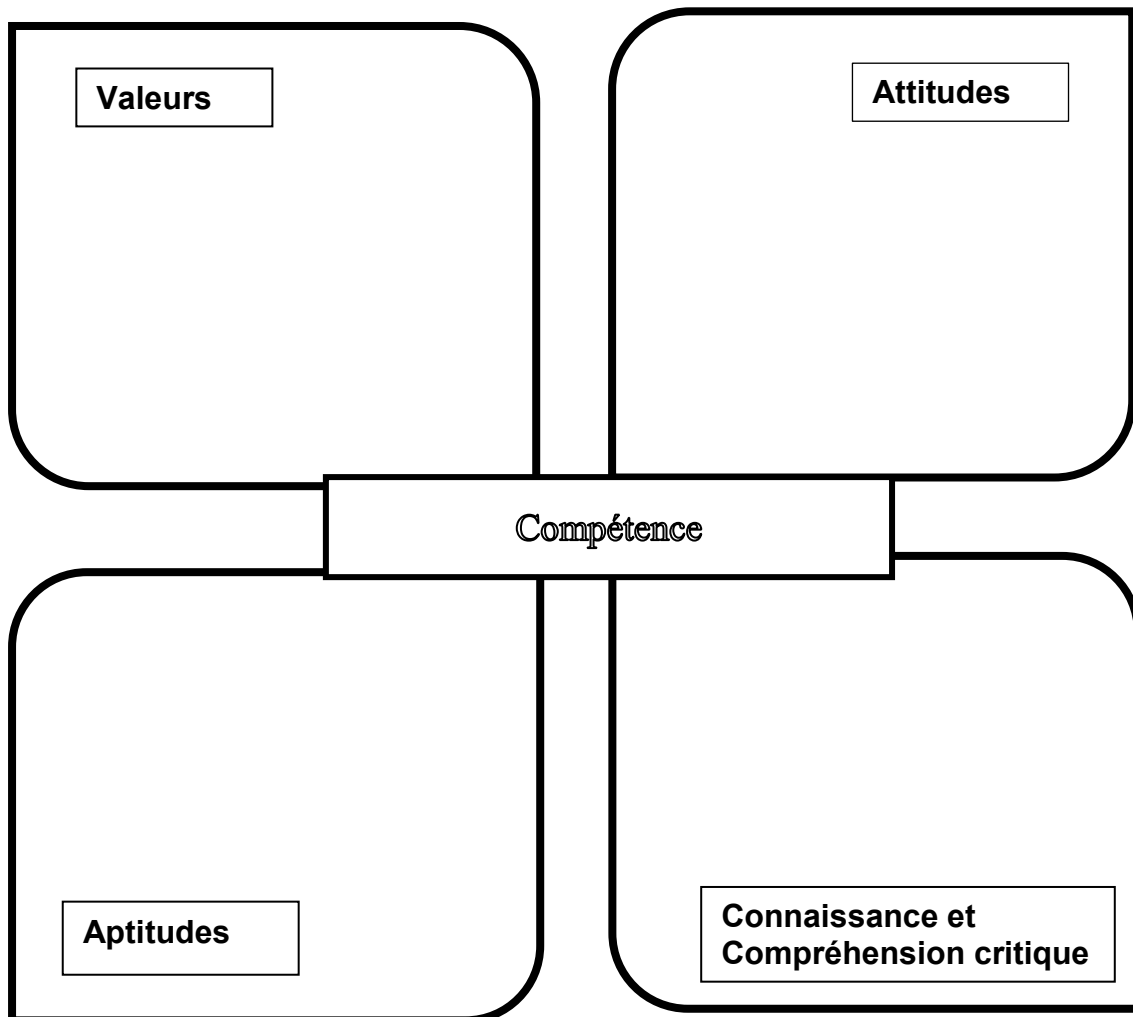 Valeurs
Attitudes
Compétence
Aptitudes
Connaissance et
Compréhension critique